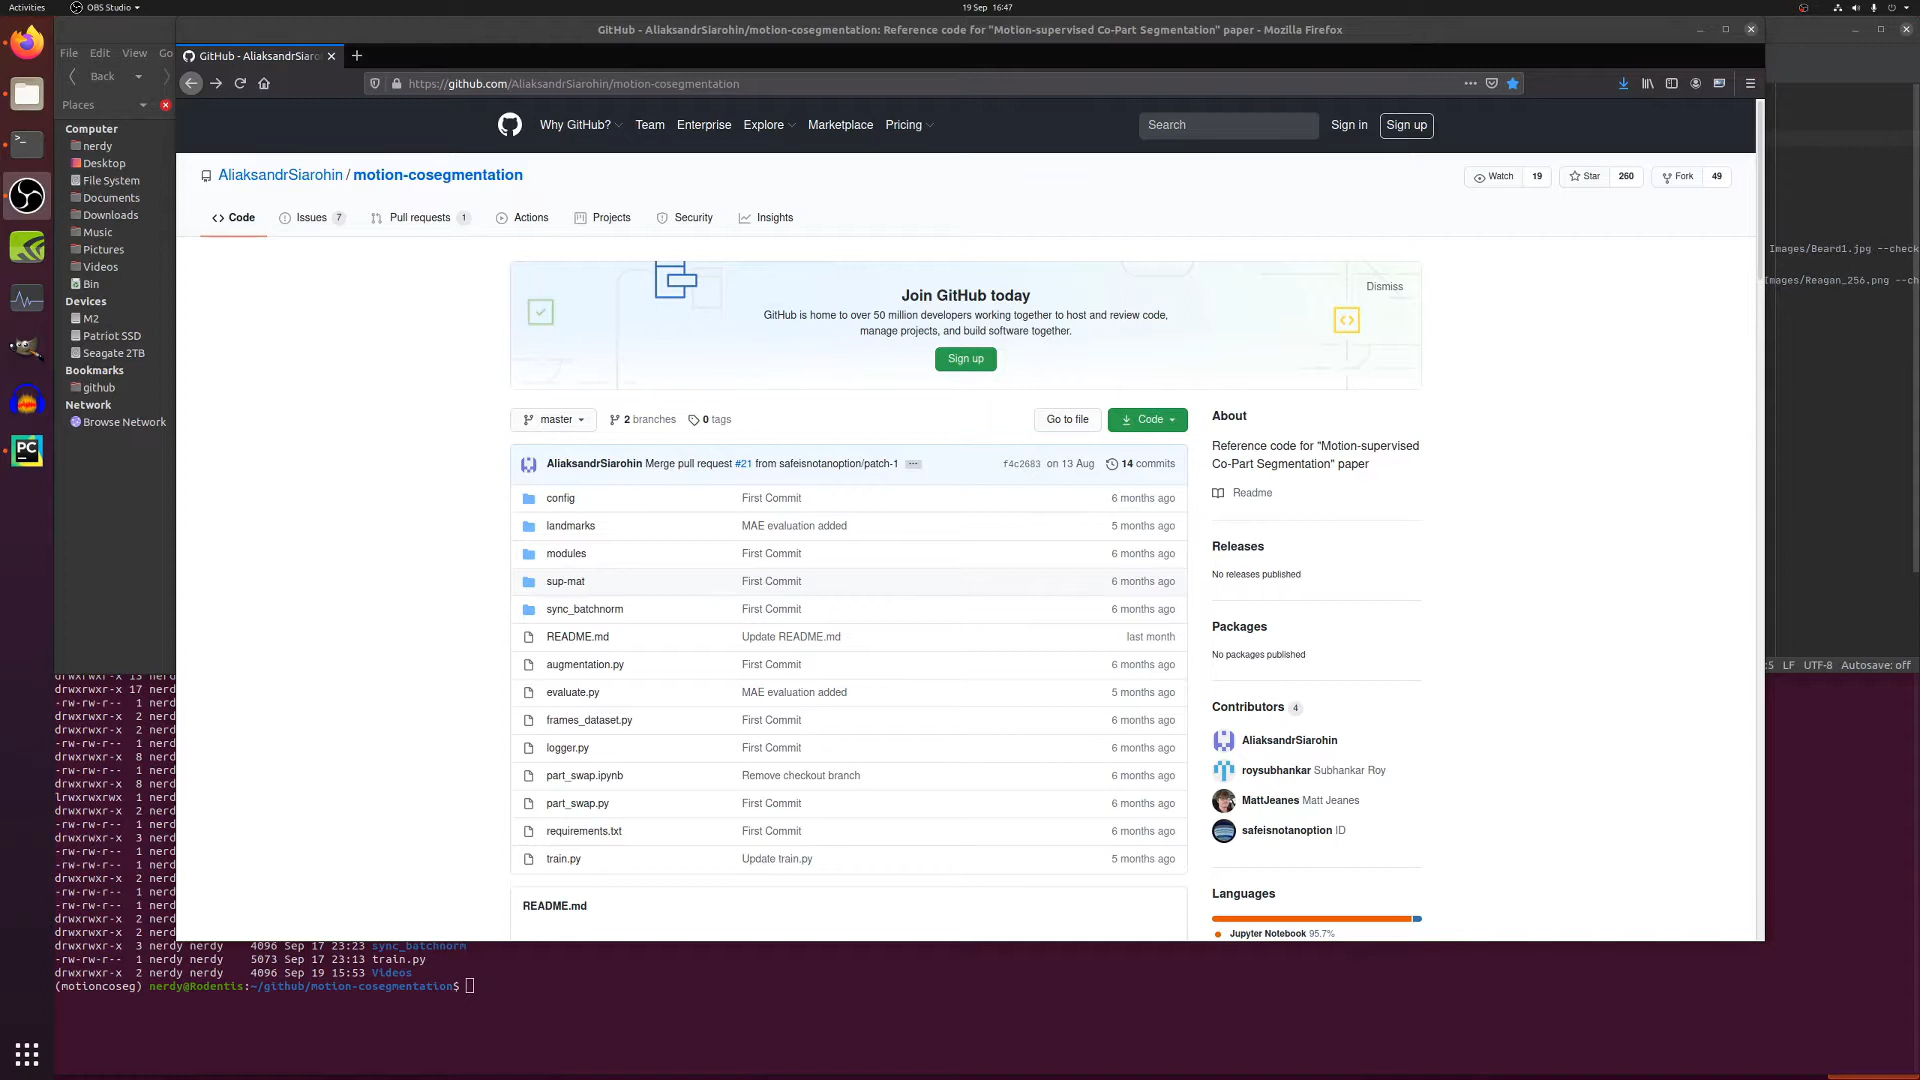 Activities
OBS Studio
19 Sep 16:47
GitHub - AliaksandrSiarohin/motion-cosegmentation: Reference code for "Motion-supervised Co-Part Segmentation" paper - Mozilla Firefox
File Edit View Go
GitHub - AliaksandrSiaro
Back
https://github.com/AliaksandrSiarohin/motion-cosegmentation
Places
Computer
nerdy
Desktop
File System
Documents
Downloads
Music
Pictures
Videos
Bin
Devices
M2
Patriot SSD
Seagate 2TB
Bookmarks
github
Network
Browse Network
Why GitHub? Team Enterprise Explore Marketplace Pricing
Search
Sign in
Sign up
AliaksandrSiarohin / motion-cosegmentation
Watch 19
Star 260
Fork 49
Code
Issues 7
Pull requests 1
Actions
Projects
Security
Insights
Images/Beard1.jpg --check
Images/Reagan_256.png --ch
Join GitHub today
Dismiss
GitHub is home to over 50 million developers working together to host and review code,
manage projects, and build software together.
Sign up
master
2 branches
0 tags
Go to file
Code
AliaksandrSiarohin Merge pull request #21 from safeisnotanoption/patch-1
f4c2683 on 13 Aug
14 commits
config First Commit 6 months ago
landmarks MAE evaluation added 5 months ago
modules First Commit 6 months ago
sup-mat First Commit 6 months ago
sync_batchnorm First Commit 6 months ago
README.md Update README.md last month
augmentation.py First Commit 6 months ago
evaluate.py MAE evaluation added 5 months ago
frames_dataset.py First Commit 6 months ago
logger.py First Commit 6 months ago
part_swap.ipynb Remove checkout branch 6 months ago
part_swap.py First Commit 6 months ago
requirements.txt First Commit 6 months ago
train.py Update train.py 5 months ago
README.md
About
Reference code for "Motion-supervised
Co-Part Segmentation" paper
Readme
Releases
No releases published
Packages
No packages published
Contributors 4
AliaksandrSiarohin
roysubhankar Subhankar Roy
MattJeanes Matt Jeanes
safeisnotanoption ID
Languages
Jupyter Notebook 95.7%
:5 LF UTF-8 Autosave: off
drwxrwxr-x 13 nerd
drwxrwxr-x 17 nerd
-rw-rw-r-- 1 nerd
drwxrwxr-x 2 nerd
drwxrwxr-x 2 nerd
-rw-rw-r-- 1 nerd
drwxrwxr-x 8 nerd
-rw-rw-r-- 1 nerd
drwxrwxr-x 8 nerd
lrwxrwxrwx 1 nerd
drwxrwxr-x 2 nerd
-rw-rw-r-- 1 nerd
drwxrwxr-x 3 nerd
-rw-rw-r-- 1 nerd
-rw-rw-r-- 1 nerd
drwxrwxr-x 2 nerd
-rw-rw-r-- 1 nerd
-rw-rw-r-- 1 nerd
drwxrwxr-x 2 nerd
drwxrwxr-x 2 nerd
drwxrwxr-x 3 nerdy nerdy 4096 Sep 17 23:23 sync_batchnorm
-rw-rw-r-- 1 nerdy nerdy 5073 Sep 17 23:13 train.py
drwxrwxr-x 2 nerdy nerdy 4096 Sep 19 15:53 Videos
(motioncoseg) nerdy@Rodentis:~/github/motion-cosegmentation$